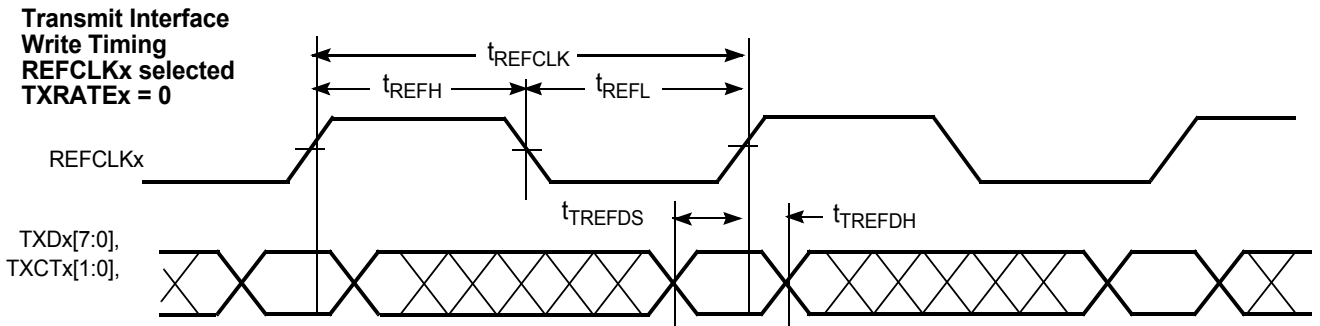 Transmit Interface
Write Timing
REFCLKx selected
TXRATEx = 0
tREFCLK
tREFH
tREFL
REFCLKx
tTREFDS
tTREFDH
TXDx[7:0],
TXCTx[1:0],